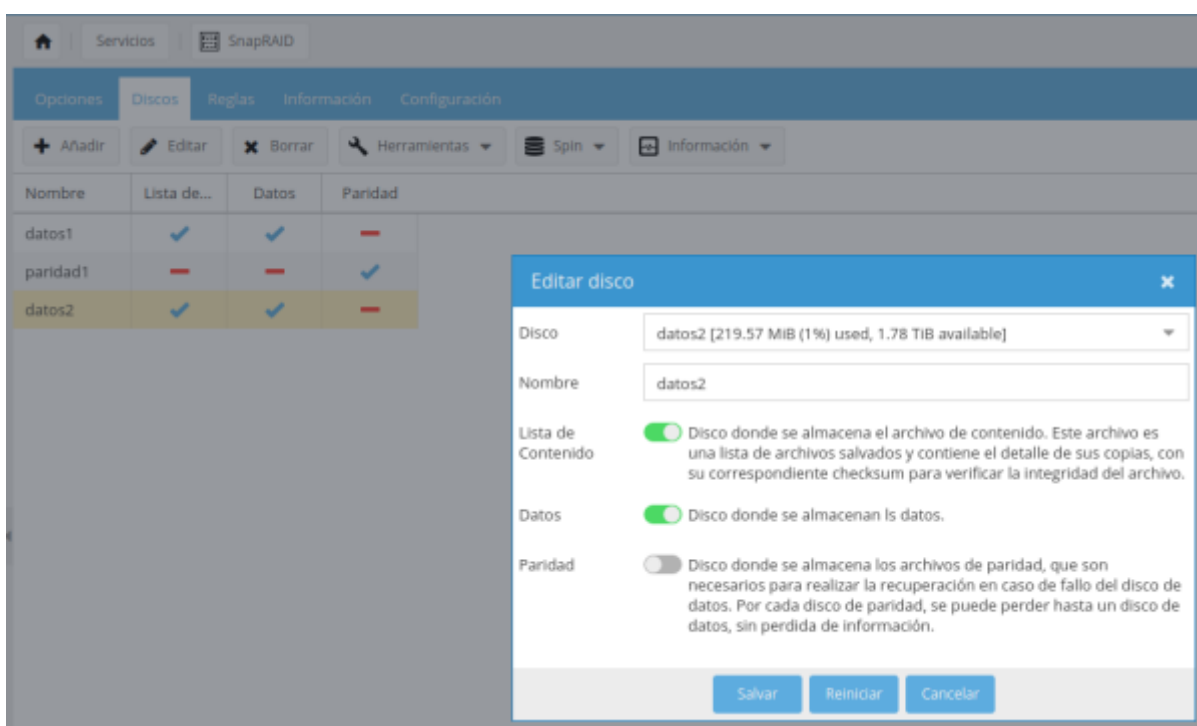 Servicios SnapRAID
Opciones Discos Reglas Información Configuración
Añadir Editar Borrar Herramientas Spin Información
Nombre Lista de... Datos Paridad
datos1
paridad1
datos2
Editar disco
Disco datos2 [219.57 MiB (1%) used, 1.78 TiB available]
Nombre datos2
Lista de Contenido
Disco donde se almacena el archivo de contenido. Este archivo es
una lista de archivos salvados y contiene el detalle de sus copias, con
su correspondiente checksum para verificar la integridad del archivo.
Datos Disco donde se almacenan ls datos.
Paridad Disco donde se almacena los archivos de paridad, que son
necesarios para realizar la recuperación en caso de fallo del disco de
datos. Por cada disco de paridad, se puede perder hasta un disco de
datos, sin perdida de información.
Salvar Reiniciar Cancelar